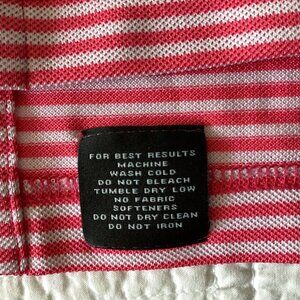 FOR BEST RESULTS
MACHINE
WASH COLD
DO NOT BLEACH
TUMBLE DRY LOW
NO FABRIC
SOFTENERS
DO NOT DRY CLEAN
DO NOT IRON